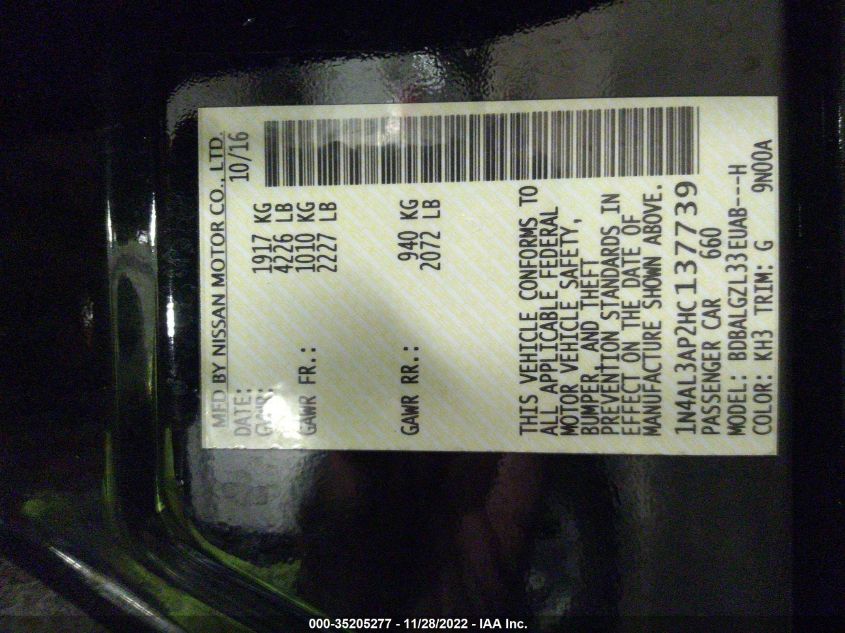 MFD BY NISSAN MOTOR CO., LTD.
DATE: 10/16
GVWR: 1917 KG
4226 LB
GAWR FR.: 1010 KG
2227 LB
GAWR RR.: 940 KG
2072 LB
THIS VEHICLE CONFORMS TO
ALL APPLICABLE FEDERAL
MOTOR VEHICLE SAFETY,
BUMPER, AND THEFT
PREVENTION STANDARDS IN
EFFECT ON THE DATE OF
MANUFACTURE SHOWN ABOVE.
1N4AL3AP2HC137739
PASSENGER CAR 660
MODEL: BDBALGZL33EUAB---H
COLOR: KH3 TRIM: G 9N00A
000-35205277 - 11/28/2022 - IAA Inc.